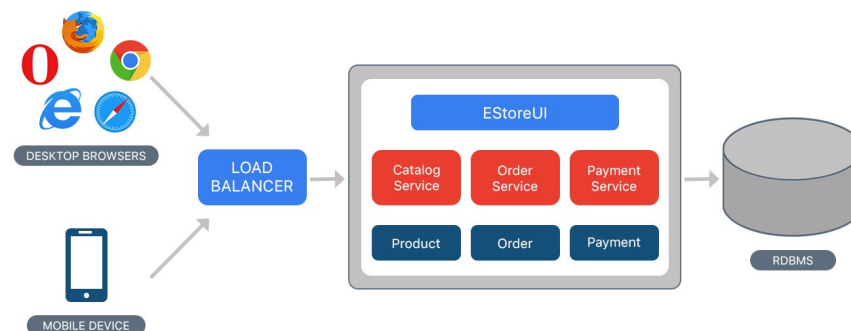 DESKTOP BROWSERS
MOBILE DEVICE
LOAD
BALANCER
EStoreUI
Catalog
Service
Order
Service
Payment
Service
Product
Order
Payment
RDBMS